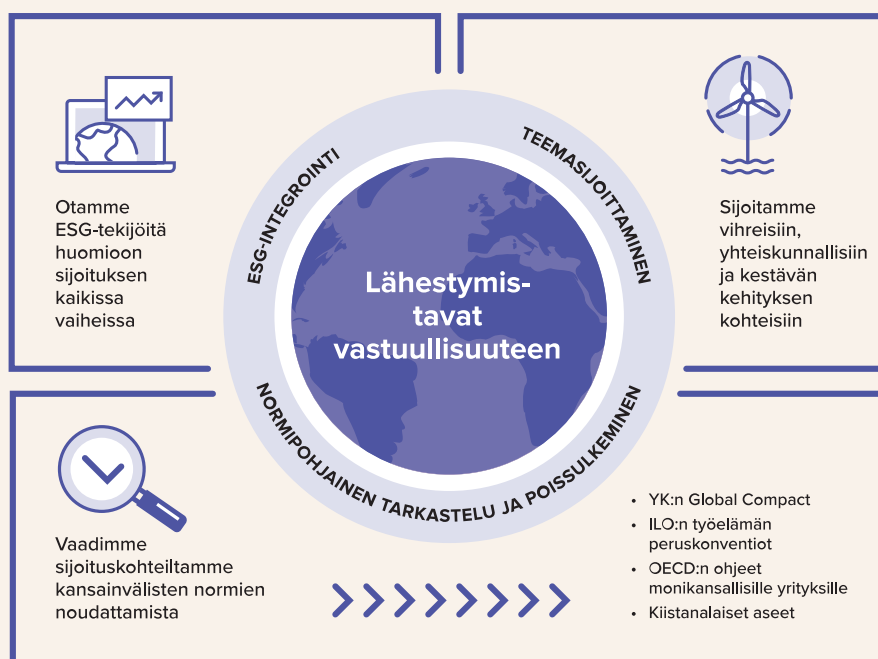 ESG-INTEGROINTI
TEEMASIJOITTAMINEN
Otamme
ESG-tekijöitä
huomioon
sijoituksen
kaikissa
vaiheissa
Sijoitamme
vihreisiin,
yhteiskunnallisiin
ja kestävän
kehityksen
kohteisiin
Lähestymis-
tavat
vastuullisuuteen
NORMIPOHJAINEN TARKASTELU JA POISSULKEMINEN
Vaadimme
sijoituskohteiltamme
kansainvälisten normien
noudattamista
• YK:n Global Compact
• ILO:n työelämän
peruskonventiot
• OECD:n ohjeet
monikansallisille yrityksille
• Kiistanalaiset aseet